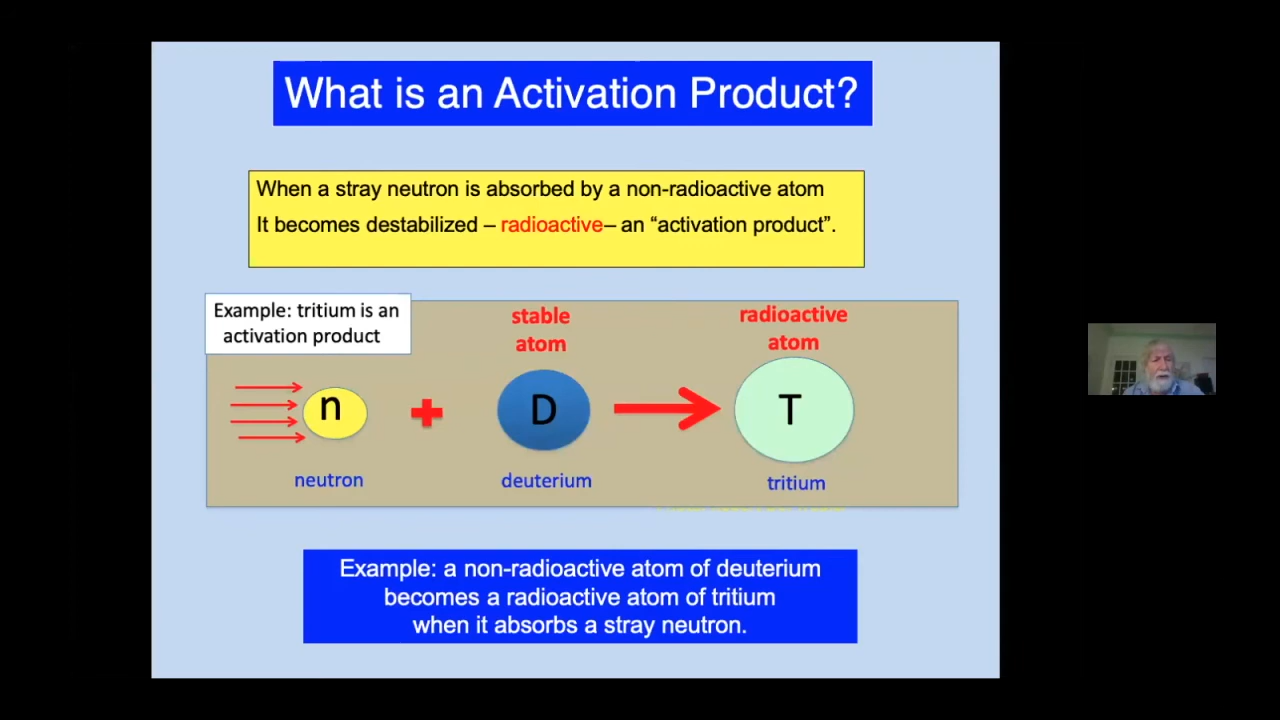 What is an Activation Product?
When a stray neutron is absorbed by a non-radioactive atom
It becomes destabilized – radioactive– an “activation product”.
Example: tritium is an
activation product
stable
atom
radioactive
atom
n
D
T
neutron
deuterium
tritium
Example: a non-radioactive atom of deuterium
becomes a radioactive atom of tritium
when it absorbs a stray neutron.